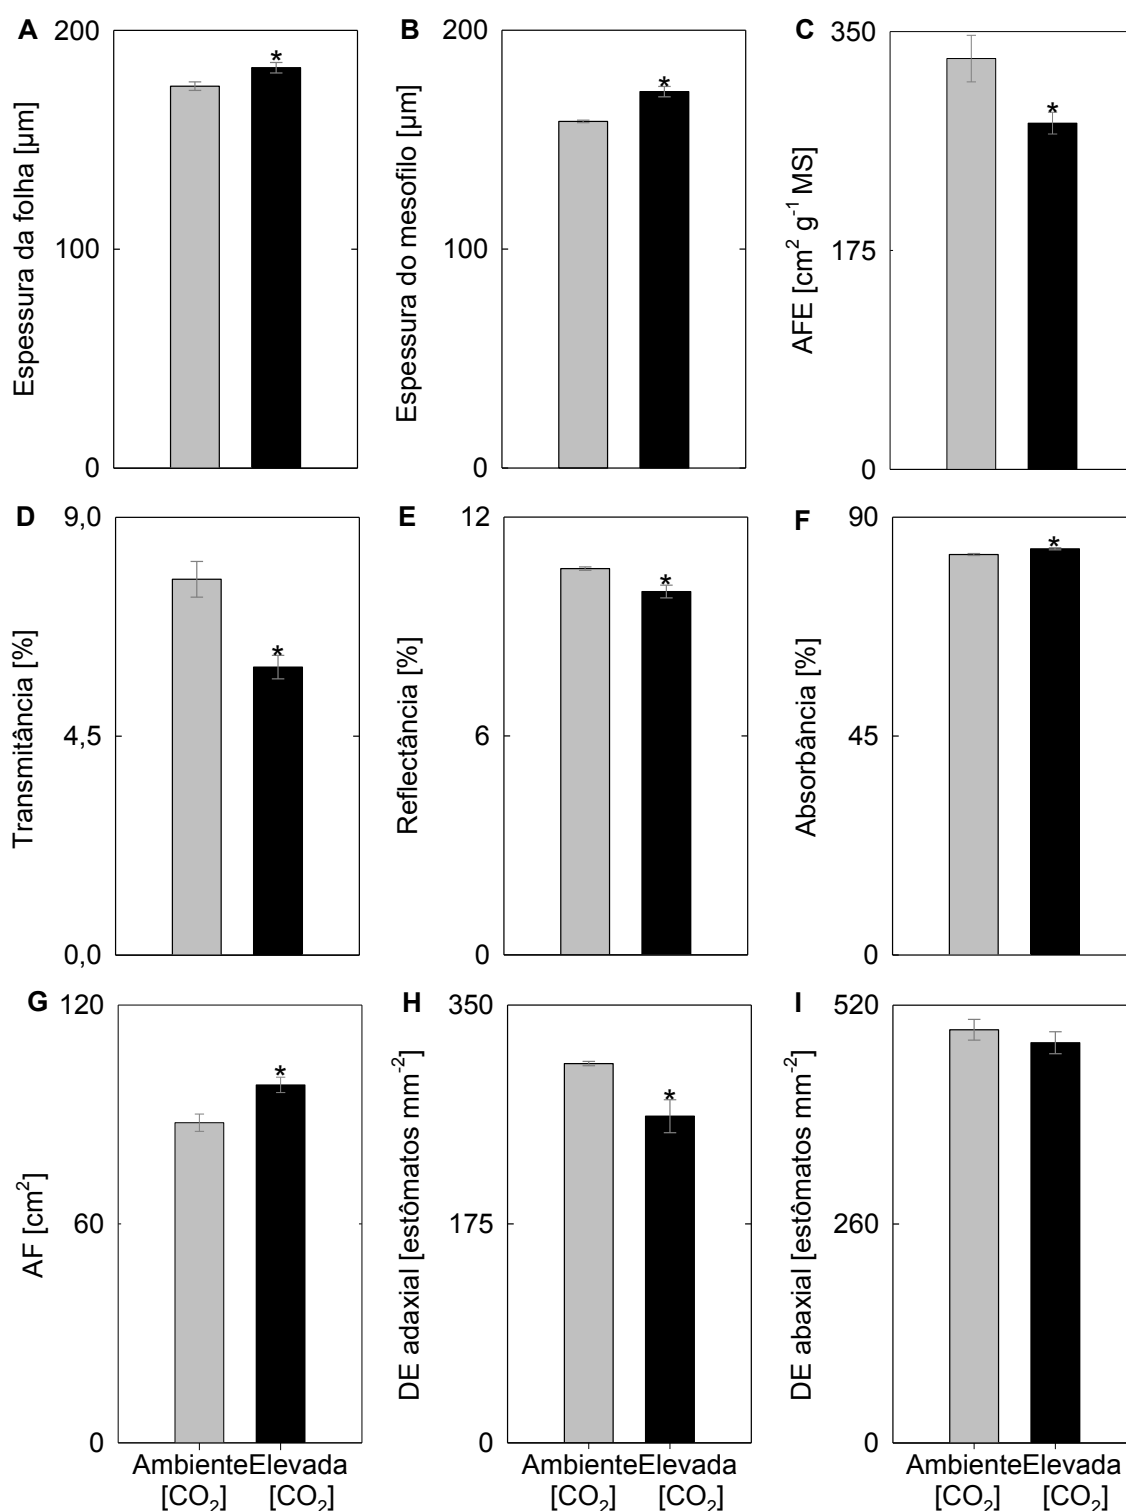 A
200
*
100
0
Espessura da folha [µm]
B
200
*
100
0
Espessura do mesofilo [µm]
C
350
*
175
0
AFE [cm² g⁻¹ MS]
D
9,0
*
4,5
0,0
Transmitância [%]
E
12
*
6
0
Reflectância [%]
F
90
*
45
0
Absorbância [%]
G
120
*
60
0
AF [cm²]
H
350
*
175
0
DE adaxial [estômatos mm⁻²]
I
520
260
0
DE abaxial [estômatos mm⁻²]
Ambiente Elevada
[CO₂] [CO₂]
Ambiente Elevada
[CO₂] [CO₂]
Ambiente Elevada
[CO₂] [CO₂]